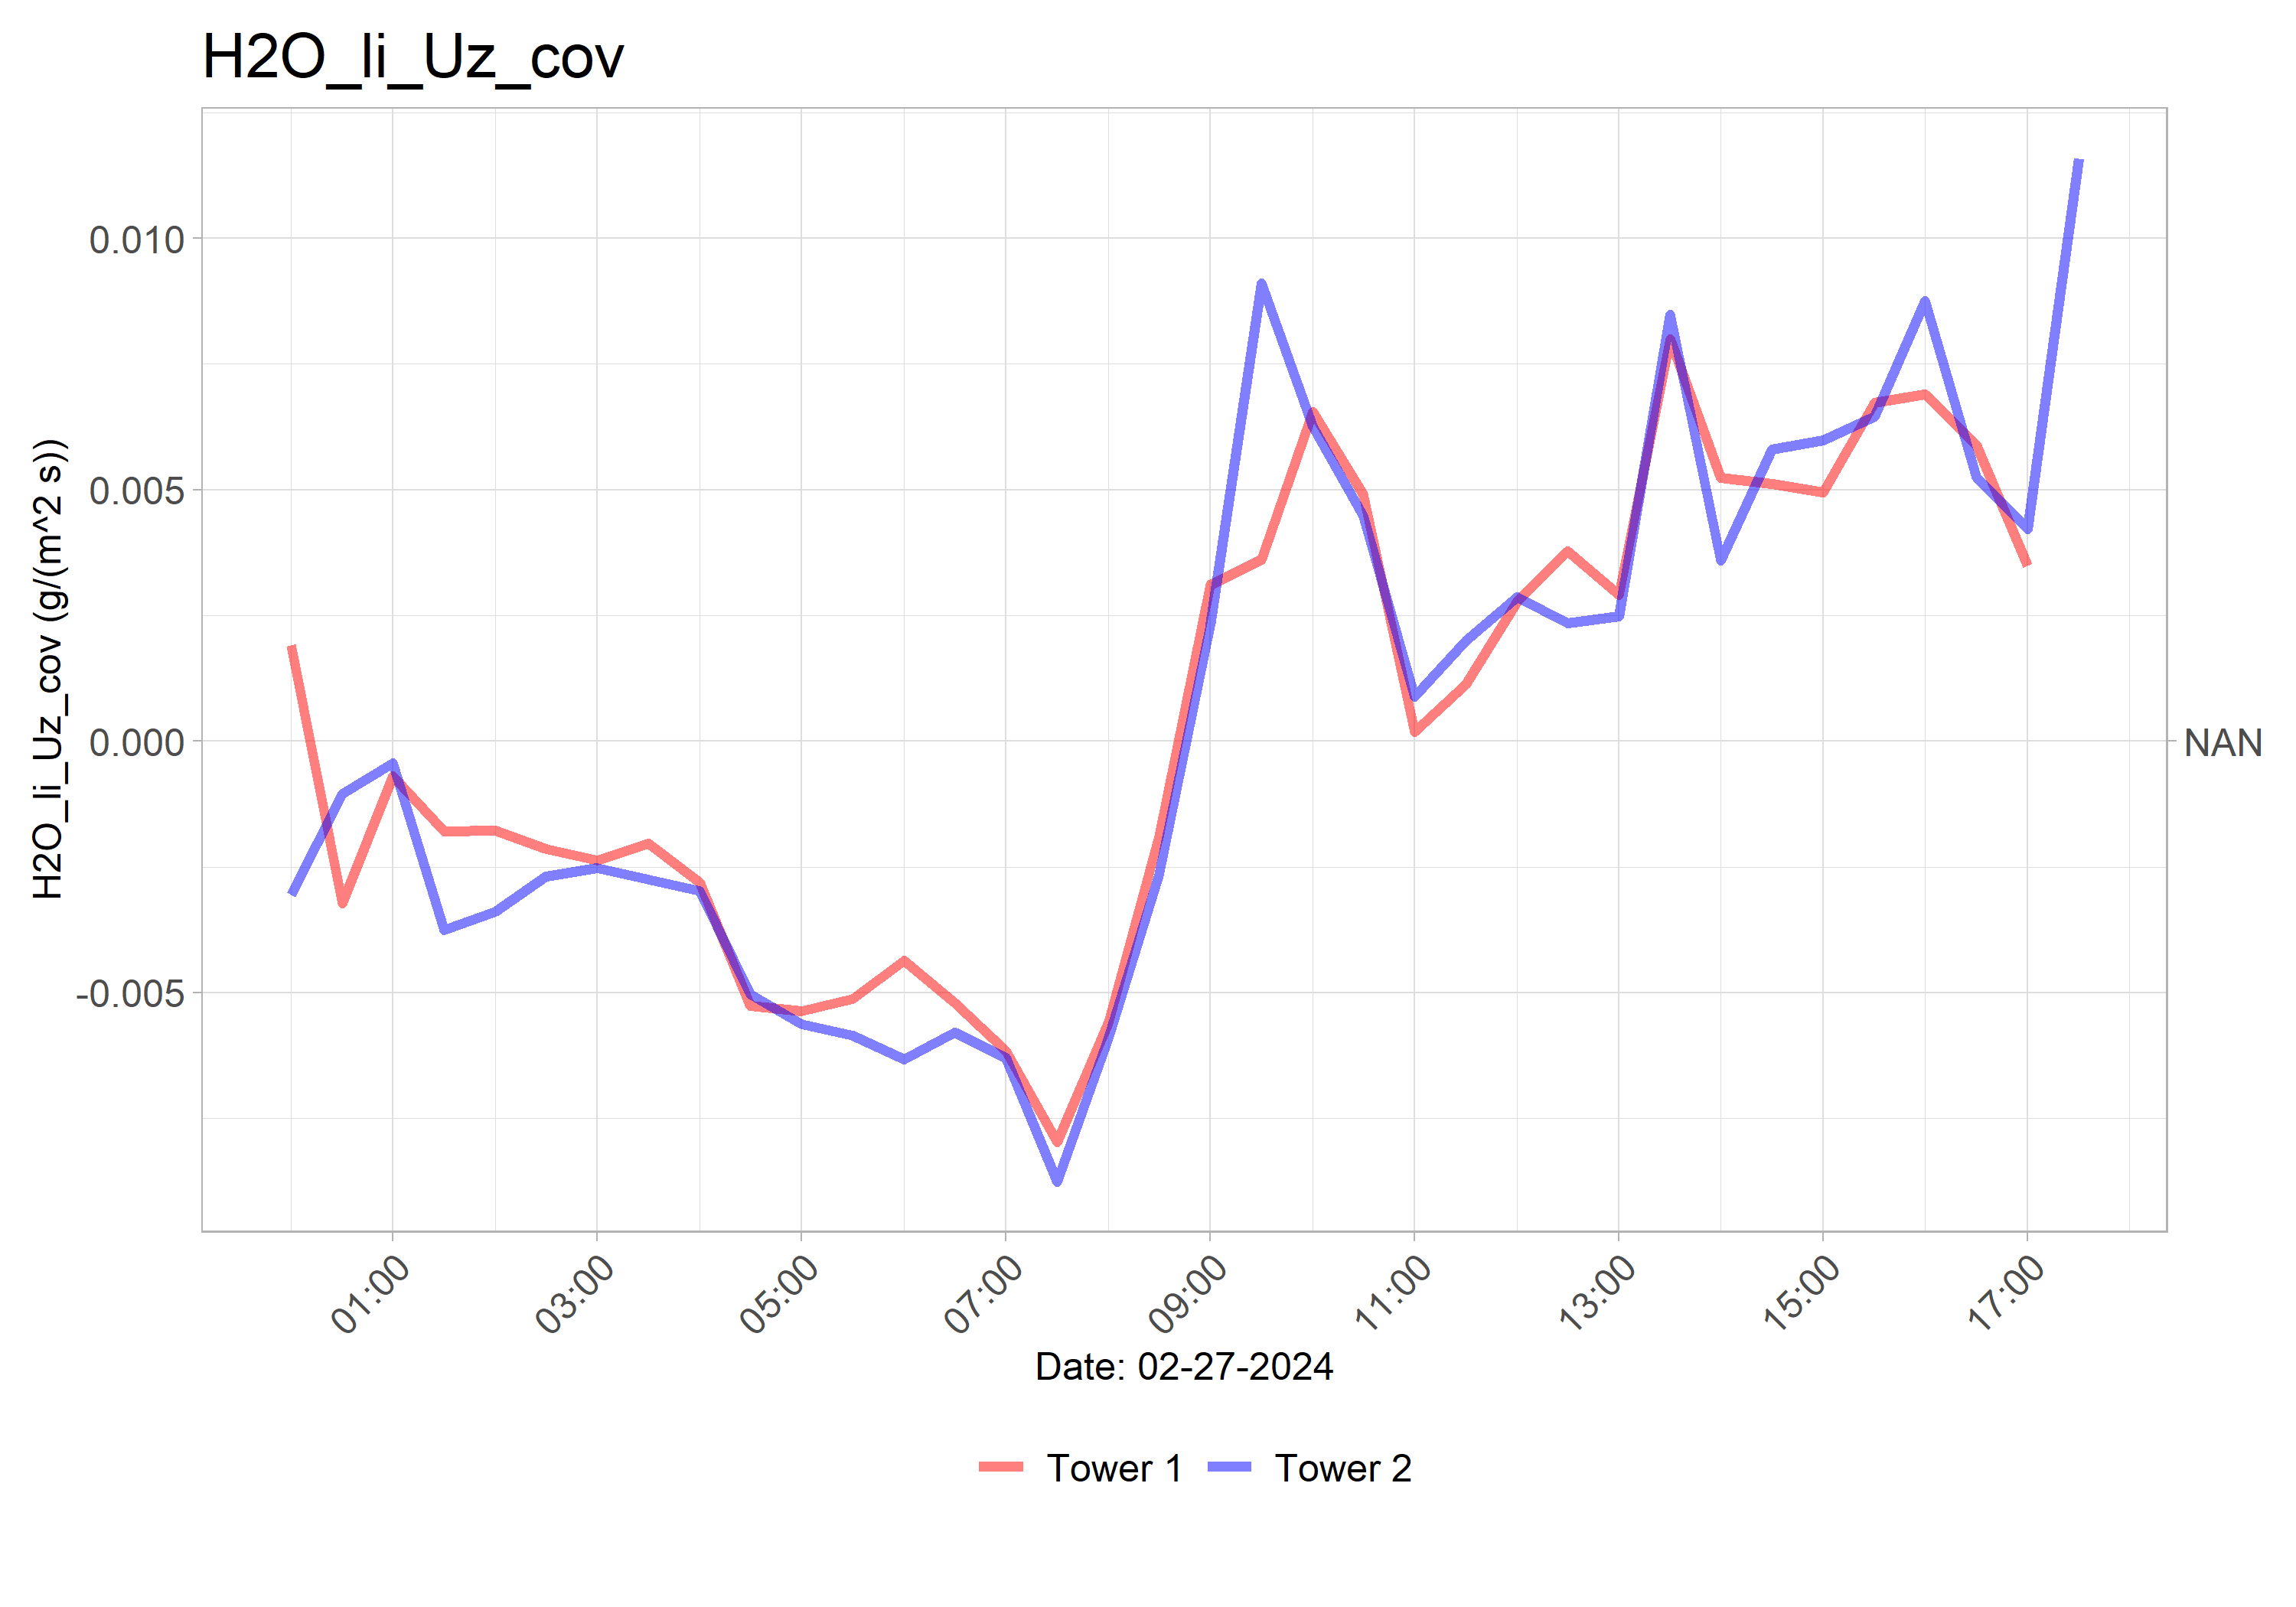 H2O_li_Uz_cov
H2O_li_Uz_cov (g/(m^2 s))
0.010
0.005
0.000
-0.005
NAN
01:00
03:00
05:00
07:00
09:00
11:00
13:00
15:00
17:00
Date: 02-27-2024
Tower 1
Tower 2